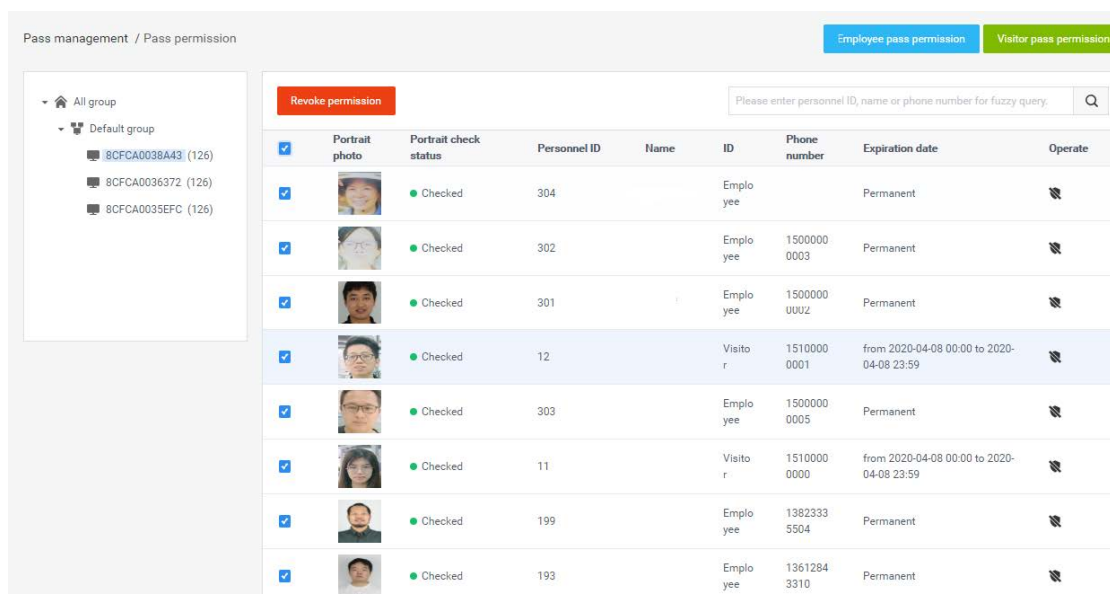 Pass management / Pass permission
Employee pass permission
Visitor pass permission
All group
Default group
8CFCA0038A43 (126)
8CFCA0036372 (126)
8CFCA0035EFC (126)
Revoke permission
Please enter personnel ID, name or phone number for fuzzy query.
Portrait photo Portrait check status Personnel ID Name ID Phone number Expiration date Operate
Checked 304 Employee Permanent
Checked 302 Employee 15000000003 Permanent
Checked 301 Employee 15000000002 Permanent
Checked 12 Visitor 15100000001 from 2020-04-08 00:00 to 2020-04-08 23:59
Checked 303 Employee 15000000005 Permanent
Checked 11 Visitor 15100000000 from 2020-04-08 00:00 to 2020-04-08 23:59
Checked 199 Employee 13823335504 Permanent
Checked 193 Employee 13612843310 Permanent